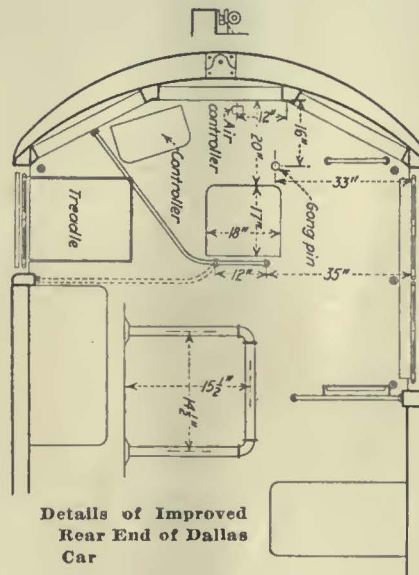 12"
Air
controller
20"
16"
Controller
Gong pin
33"
Treadle
17"
18"
12"
35"
15½"
14½"
Details of Improved
Rear End of Dallas
Car